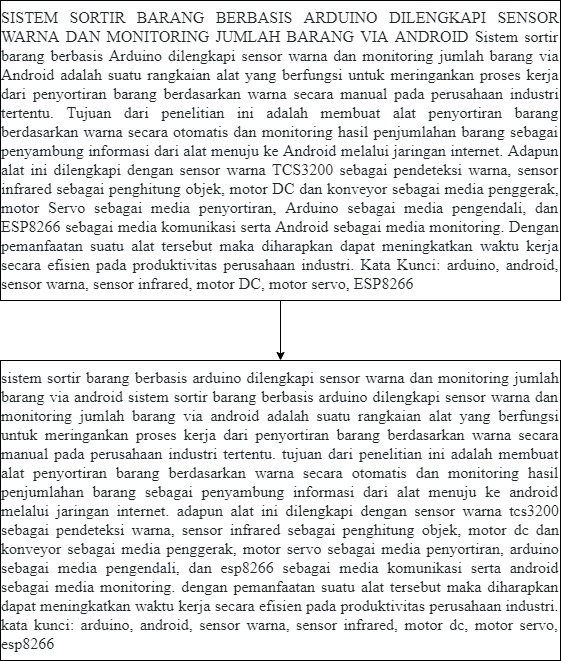 SISTEM SORTIR BARANG BERBASIS ARDUINO DILENGKAPI SENSOR
WARNA DAN MONITORING JUMLAH BARANG VIA ANDROID Sistem sortir
barang berbasis Arduino dilengkapi sensor warna dan monitoring jumlah barang via
Android adalah suatu rangkaian alat yang berfungsi untuk meringankan proses kerja
dari penyortiran barang berdasarkan warna secara manual pada perusahaan industri
tertentu. Tujuan dari penelitian ini adalah membuat alat penyortiran barang
berdasarkan warna secara otomatis dan monitoring hasil penjumlahan barang sebagai
penyambung informasi dari alat menuju ke Android melalui jaringan internet. Adapun
alat ini dilengkapi dengan sensor warna TCS3200 sebagai pendeteksi warna, sensor
infrared sebagai penghitung objek, motor DC dan konveyor sebagai media penggerak,
motor Servo sebagai media penyortiran, Arduino sebagai media pengendali, dan
ESP8266 sebagai media komunikasi serta Android sebagai media monitoring. Dengan
pemanfaatan suatu alat tersebut maka diharapkan dapat meningkatkan waktu kerja
secara efisien pada produktivitas perusahaan industri. Kata Kunci: arduino, android,
sensor warna, sensor infrared, motor DC, motor servo, ESP8266
sistem sortir barang berbasis arduino dilengkapi sensor warna dan monitoring jumlah
barang via android sistem sortir barang berbasis arduino dilengkapi sensor warna dan
monitoring jumlah barang via android adalah suatu rangkaian alat yang berfungsi
untuk meringankan proses kerja dari penyortiran barang berdasarkan warna secara
manual pada perusahaan industri tertentu. tujuan dari penelitian ini adalah membuat
alat penyortiran barang berdasarkan warna secara otomatis dan monitoring hasil
penjumlahan barang sebagai penyambung informasi dari alat menuju ke android
melalui jaringan internet. adapun alat ini dilengkapi dengan sensor warna tcs3200
sebagai pendeteksi warna, sensor infrared sebagai penghitung objek, motor dc dan
konveyor sebagai media penggerak, motor servo sebagai media penyortiran, arduino
sebagai media pengendali, dan esp8266 sebagai media komunikasi serta android
sebagai media monitoring. dengan pemanfaatan suatu alat tersebut maka diharapkan
dapat meningkatkan waktu kerja secara efisien pada produktivitas perusahaan industri.
kata kunci: arduino, android, sensor warna, sensor infrared, motor dc, motor servo,
esp8266